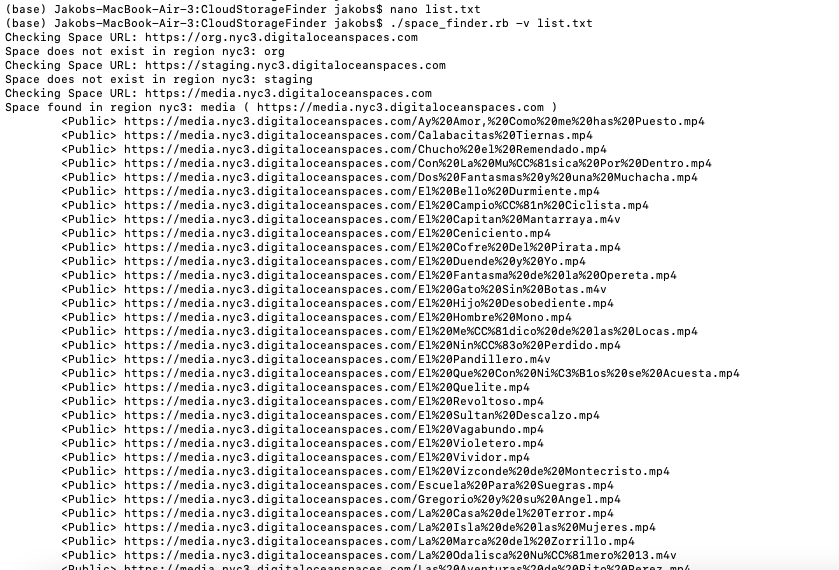 (base) Jakobs-MacBook-Air-3:CloudStorageFinder jakobs$ nano list.txt
(base) Jakobs-MacBook-Air-3:CloudStorageFinder jakobs$ ./space_finder.rb -v list.txt
Checking Space URL: https://org.nyc3.digitaloceanspaces.com
Space does not exist in region nyc3: org
Checking Space URL: https://staging.nyc3.digitaloceanspaces.com
Space does not exist in region nyc3: staging
Checking Space URL: https://media.nyc3.digitaloceanspaces.com
Space found in region nyc3: media ( https://media.nyc3.digitaloceanspaces.com )
<Public> https://media.nyc3.digitaloceanspaces.com/Ay%20Amor,%20Como%20me%20has%20Puesto.mp4
<Public> https://media.nyc3.digitaloceanspaces.com/Calabacitas%20Tiernas.mp4
<Public> https://media.nyc3.digitaloceanspaces.com/Chucho%20el%20Remendado.mp4
<Public> https://media.nyc3.digitaloceanspaces.com/Con%20La%20Mu%CC%81sica%20Por%20Dentro.mp4
<Public> https://media.nyc3.digitaloceanspaces.com/Dos%20Fantasmas%20y%20una%20Muchacha.mp4
<Public> https://media.nyc3.digitaloceanspaces.com/El%20Bello%20Durmiente.mp4
<Public> https://media.nyc3.digitaloceanspaces.com/El%20Campio%CC%81n%20Ciclista.mp4
<Public> https://media.nyc3.digitaloceanspaces.com/El%20Capitan%20Mantarraya.m4v
<Public> https://media.nyc3.digitaloceanspaces.com/El%20Ceniciento.mp4
<Public> https://media.nyc3.digitaloceanspaces.com/El%20Cofre%20Del%20Pirata.mp4
<Public> https://media.nyc3.digitaloceanspaces.com/El%20Duende%20y%20Yo.mp4
<Public> https://media.nyc3.digitaloceanspaces.com/El%20Fantasma%20de%20la%20Opereta.mp4
<Public> https://media.nyc3.digitaloceanspaces.com/El%20Gato%20Sin%20Botas.m4v
<Public> https://media.nyc3.digitaloceanspaces.com/El%20Hijo%20Desobediente.mp4
<Public> https://media.nyc3.digitaloceanspaces.com/El%20Hombre%20Mono.mp4
<Public> https://media.nyc3.digitaloceanspaces.com/El%20Me%CC%81dico%20de%20las%20Locas.mp4
<Public> https://media.nyc3.digitaloceanspaces.com/El%20Nin%CC%83o%20Perdido.mp4
<Public> https://media.nyc3.digitaloceanspaces.com/El%20Pandillero.m4v
<Public> https://media.nyc3.digitaloceanspaces.com/El%20Que%20Con%20Ni%C3%B1os%20se%20Acuesta.mp4
<Public> https://media.nyc3.digitaloceanspaces.com/El%20Quelite.mp4
<Public> https://media.nyc3.digitaloceanspaces.com/El%20Revoltoso.mp4
<Public> https://media.nyc3.digitaloceanspaces.com/El%20Sultan%20Descalzo.mp4
<Public> https://media.nyc3.digitaloceanspaces.com/El%20Vagabundo.mp4
<Public> https://media.nyc3.digitaloceanspaces.com/El%20Violetero.mp4
<Public> https://media.nyc3.digitaloceanspaces.com/El%20Vividor.mp4
<Public> https://media.nyc3.digitaloceanspaces.com/El%20Vizconde%20de%20Montecristo.mp4
<Public> https://media.nyc3.digitaloceanspaces.com/Escuela%20Para%20Suegras.mp4
<Public> https://media.nyc3.digitaloceanspaces.com/Gregorio%20y%20su%20Angel.mp4
<Public> https://media.nyc3.digitaloceanspaces.com/La%20Casa%20del%20Terror.mp4
<Public> https://media.nyc3.digitaloceanspaces.com/La%20Isla%20de%20las%20Mujeres.mp4
<Public> https://media.nyc3.digitaloceanspaces.com/La%20Marca%20del%20Zorrillo.mp4
<Public> https://media.nyc3.digitaloceanspaces.com/La%20Odalisca%20Nu%CC%81mero%2013.m4v
<Public> https://media.nyc3.digitaloceanspaces.com/Las%20Aventuras%20de%20Pito%20Perez.mp4